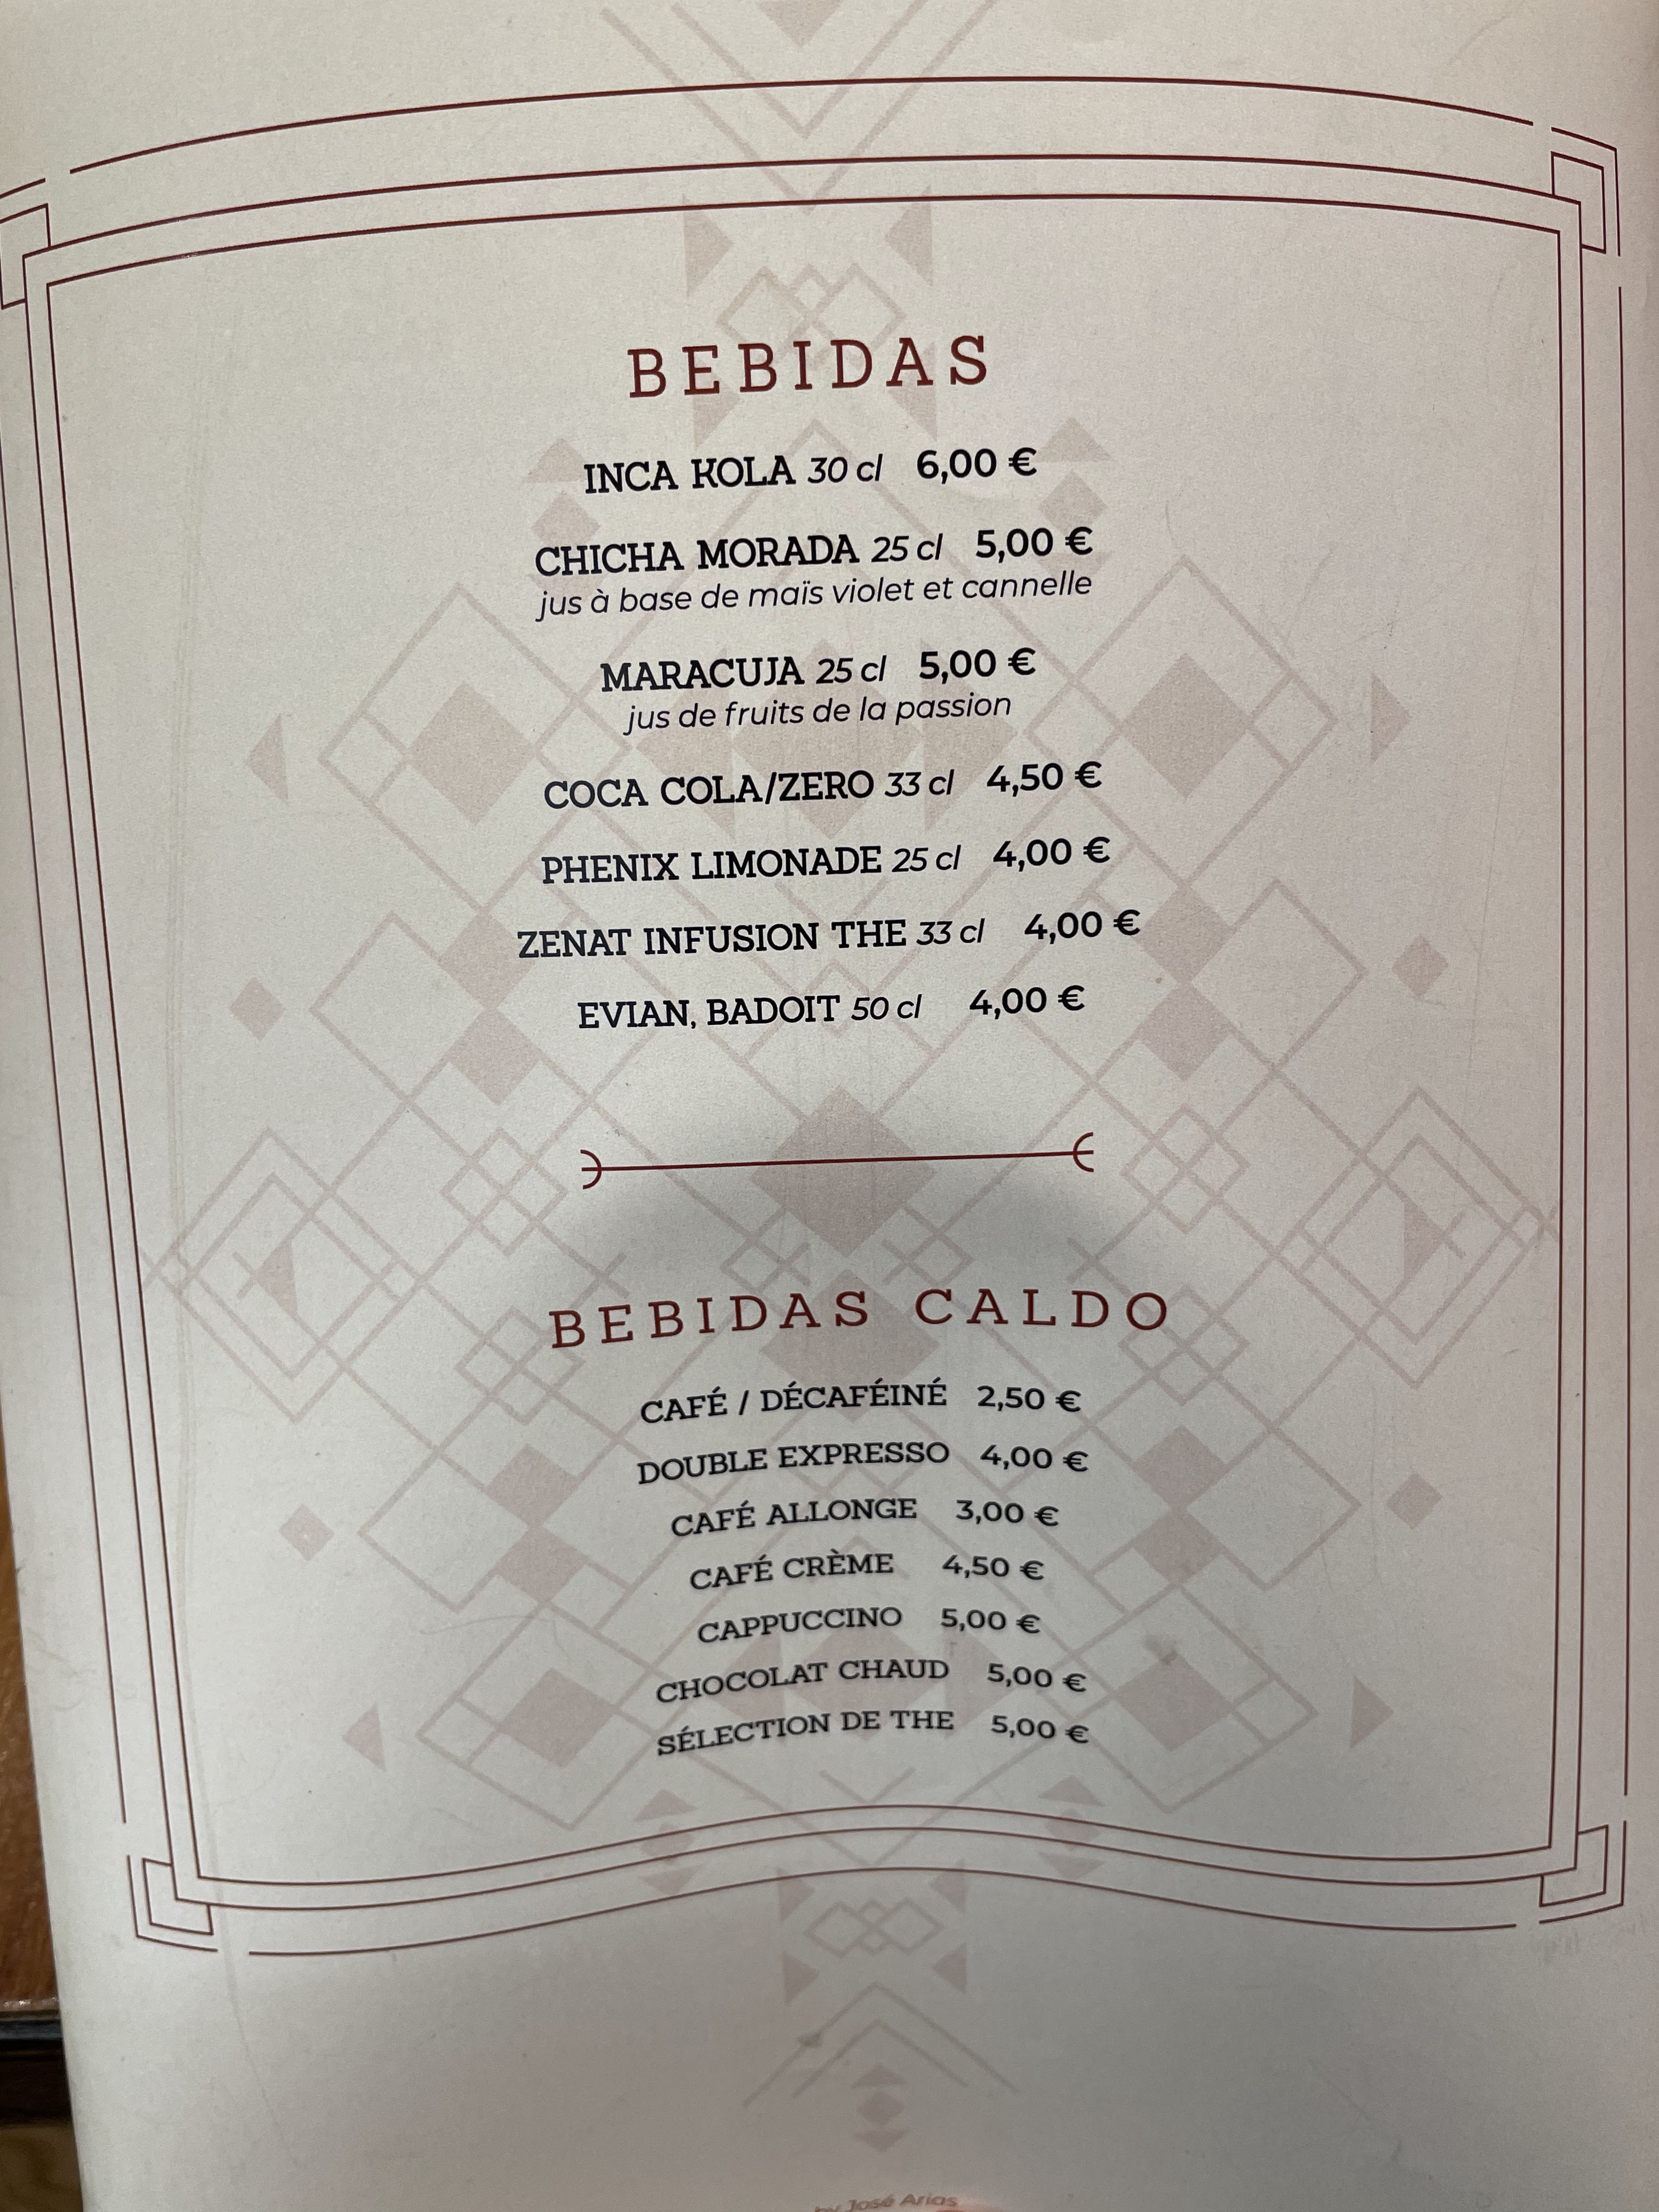 BEBIDAS
INCA KOLA 30 cl 6,00 €
CHICHA MORADA 25 cl 5,00 €
jus à base de maïs violet et cannelle
MARACUJA 25 cl 5,00 €
jus de fruits de la passion
COCA COLA/ZERO 33 cl 4,50 €
PHENIX LIMONADE 25 cl 4,00 €
ZENAT INFUSION THE 33 cl 4,00 €
EVIAN, BADOIT 50 cl 4,00 €
BEBIDAS CALDO
CAFÉ / DÉCAFÉINÉ 2,50 €
DOUBLE EXPRESSO 4,00 €
CAFÉ ALLONGE 3,00 €
CAFÉ CRÈME 4,50 €
CAPPUCCINO 5,00 €
CHOCOLAT CHAUD 5,00 €
SÉLECTION DE THE 5,00 €
by José Arias